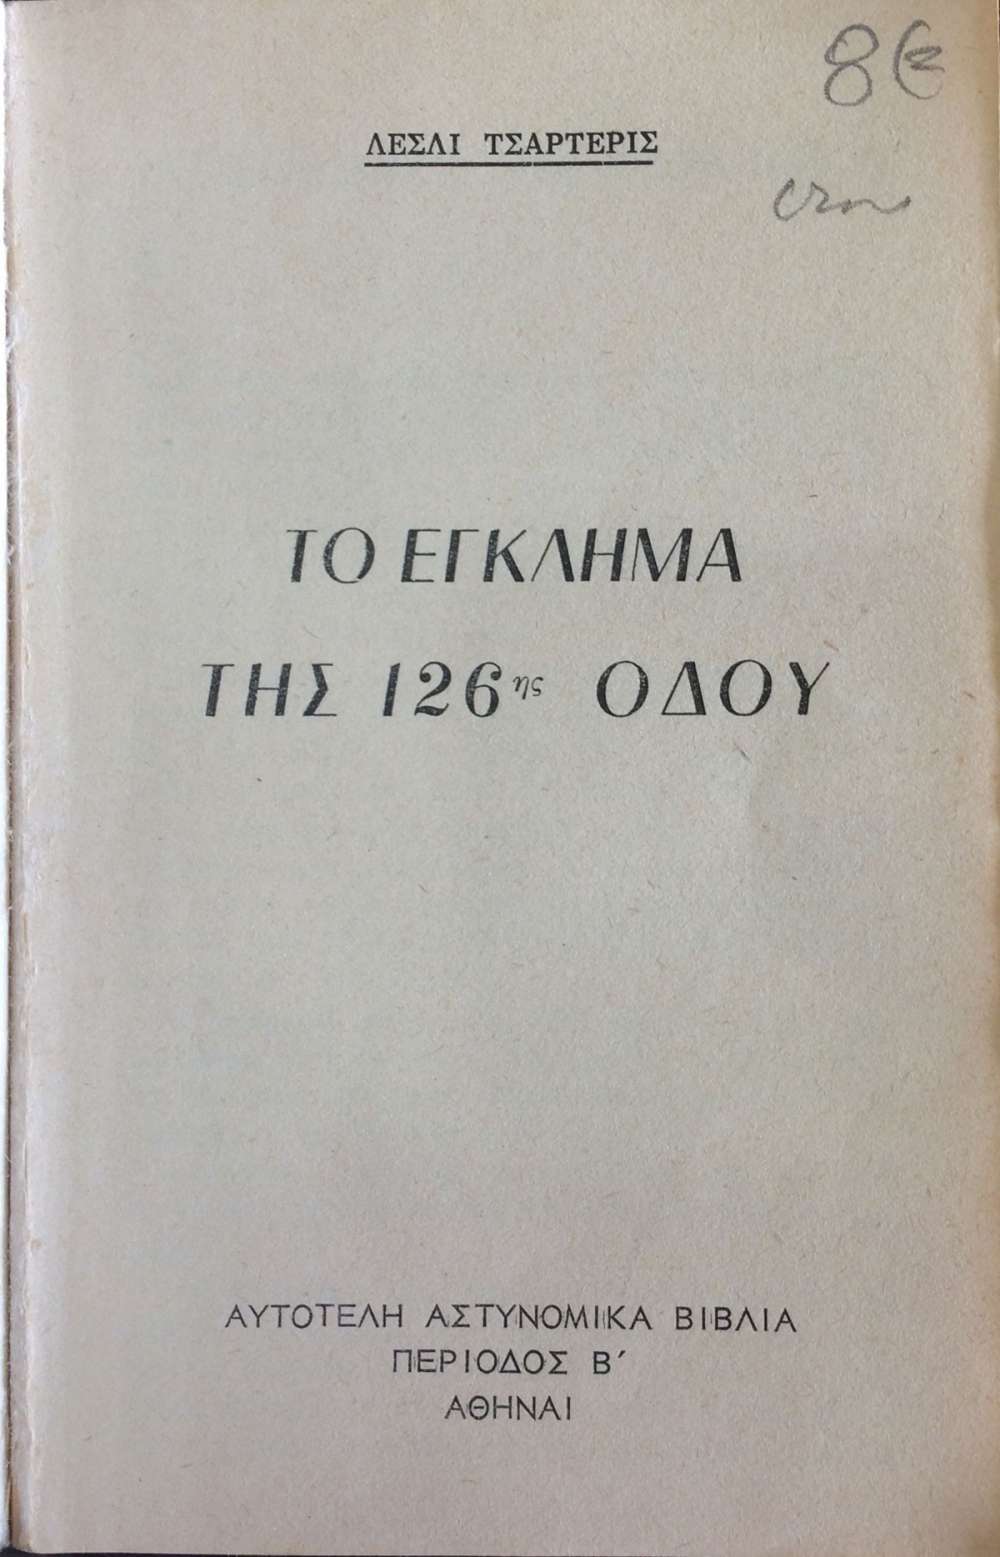 8€
ΛΕΣΛΙ ΤΣΑΡΤΕΡΙΣ
ΤΟ ΕΓΚΛΗΜΑ
ΤΗΣ 126ης ΟΔΟΥ
ΑΥΤΟΤΕΛΗ ΑΣΤΥΝΟΜΙΚΑ ΒΙΒΛΙΑ
ΠΕΡΙΟΔΟΣ Β′
ΑΘΗΝΑΙ